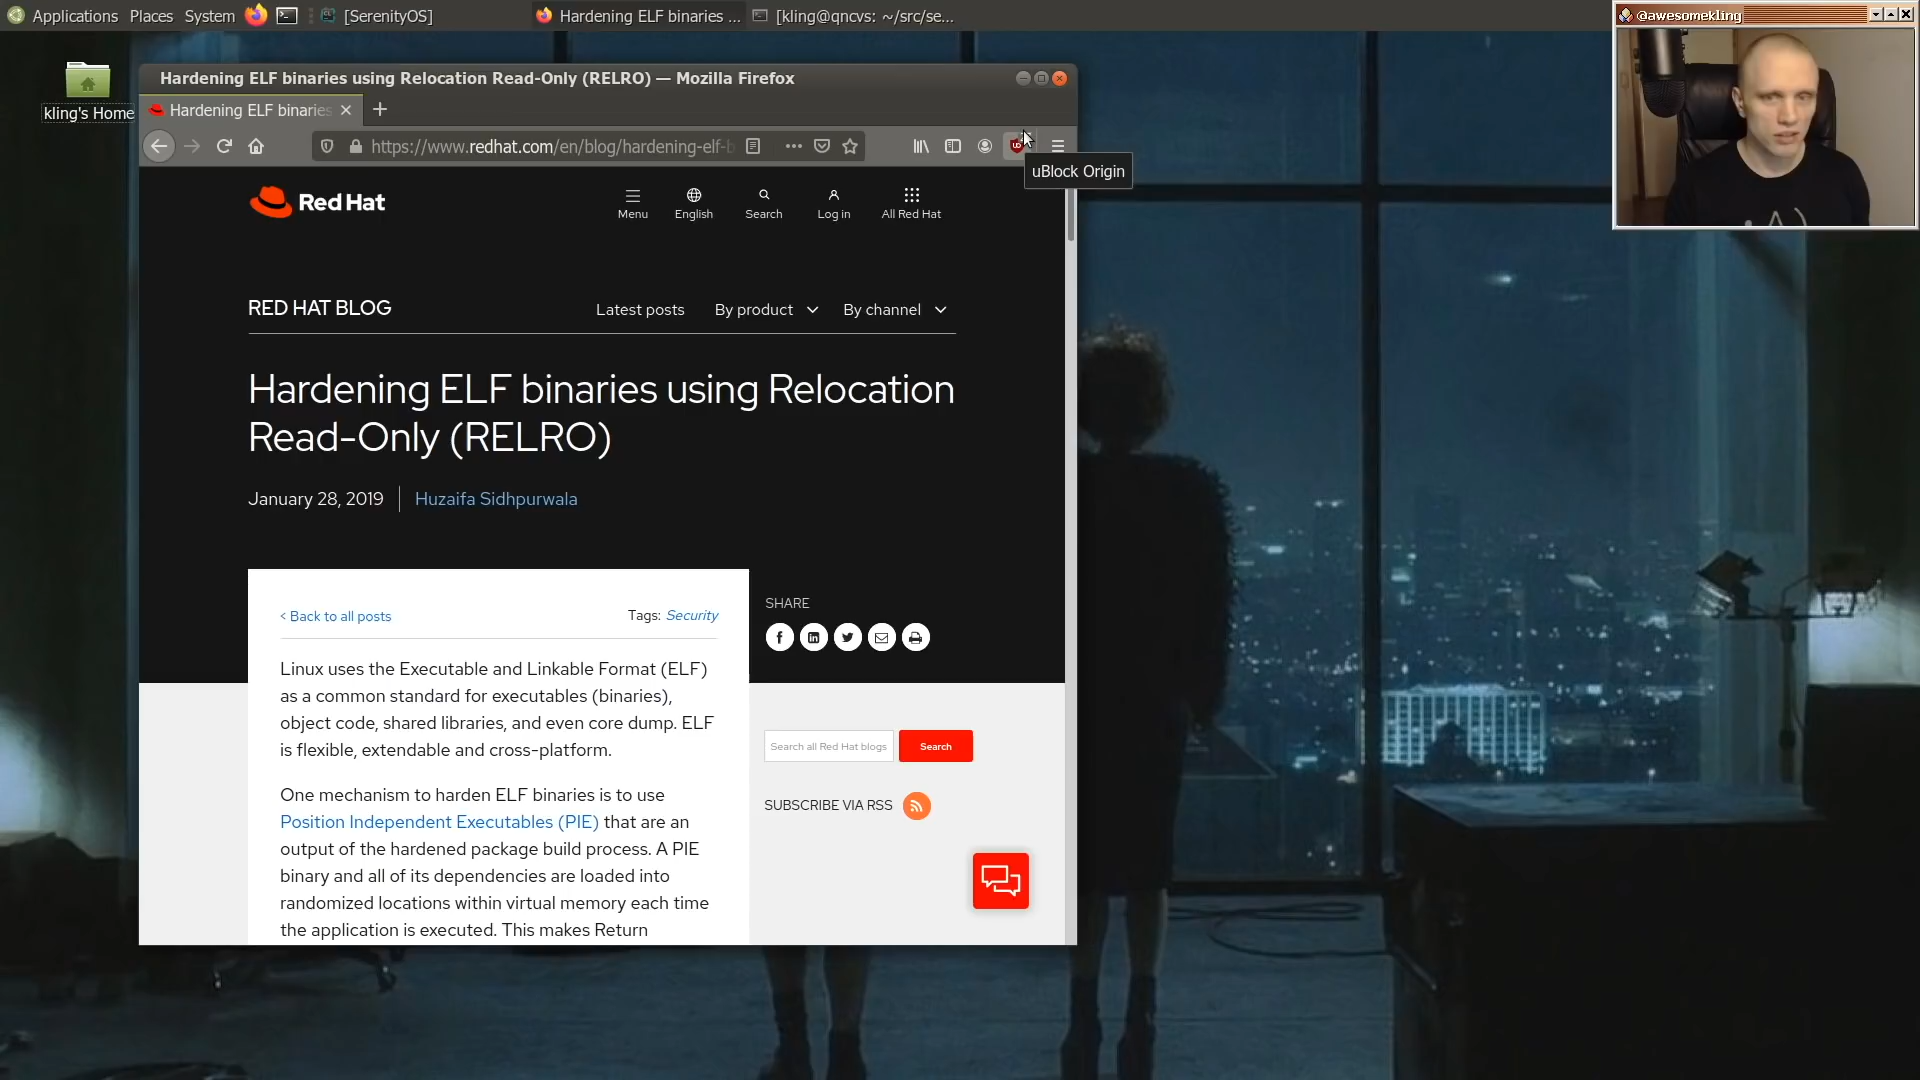 Applications Places System [SerenityOS] Hardening ELF binaries ... [kling@qncvs: ~/src/se...
@awesomekling
kling's Home
Hardening ELF binaries using Relocation Read-Only (RELRO) — Mozilla Firefox
Hardening ELF binaries
https://www.redhat.com/en/blog/hardening-elf-b
uBlock Origin
Red Hat
Menu English Search Log in All Red Hat
RED HAT BLOG
Latest posts By product By channel
Hardening ELF binaries using Relocation
Read-Only (RELRO)
January 28, 2019 Huzaifa Sidhpurwala
< Back to all posts Tags: Security
SHARE
Linux uses the Executable and Linkable Format (ELF)
as a common standard for executables (binaries),
object code, shared libraries, and even core dump. ELF
is flexible, extendable and cross-platform.
Search all Red Hat blogs Search
SUBSCRIBE VIA RSS
One mechanism to harden ELF binaries is to use
Position Independent Executables (PIE) that are an
output of the hardened package build process. A PIE
binary and all of its dependencies are loaded into
randomized locations within virtual memory each time
the application is executed. This makes Return